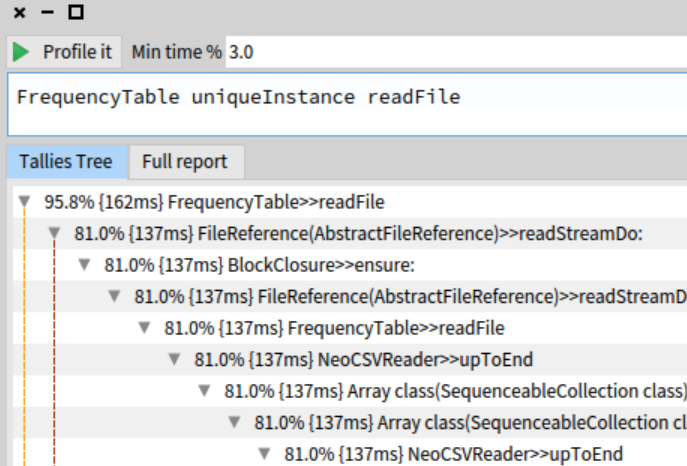 Profile it Min time % 3.0
FrequencyTable uniqueInstance readFile
Tallies Tree Full report
95.8% {162ms} FrequencyTable>>readFile
81.0% {137ms} FileReference(AbstractFileReference)>>readStreamDo:
81.0% {137ms} BlockClosure>>ensure:
81.0% {137ms} FileReference(AbstractFileReference)>>readStreamD
81.0% {137ms} FrequencyTable>>readFile
81.0% {137ms} NeoCSVReader>>upToEnd
81.0% {137ms} Array class(SequenceableCollection class)
81.0% {137ms} Array class(SequenceableCollection cl
81.0% {137ms} NeoCSVReader>>upToEnd